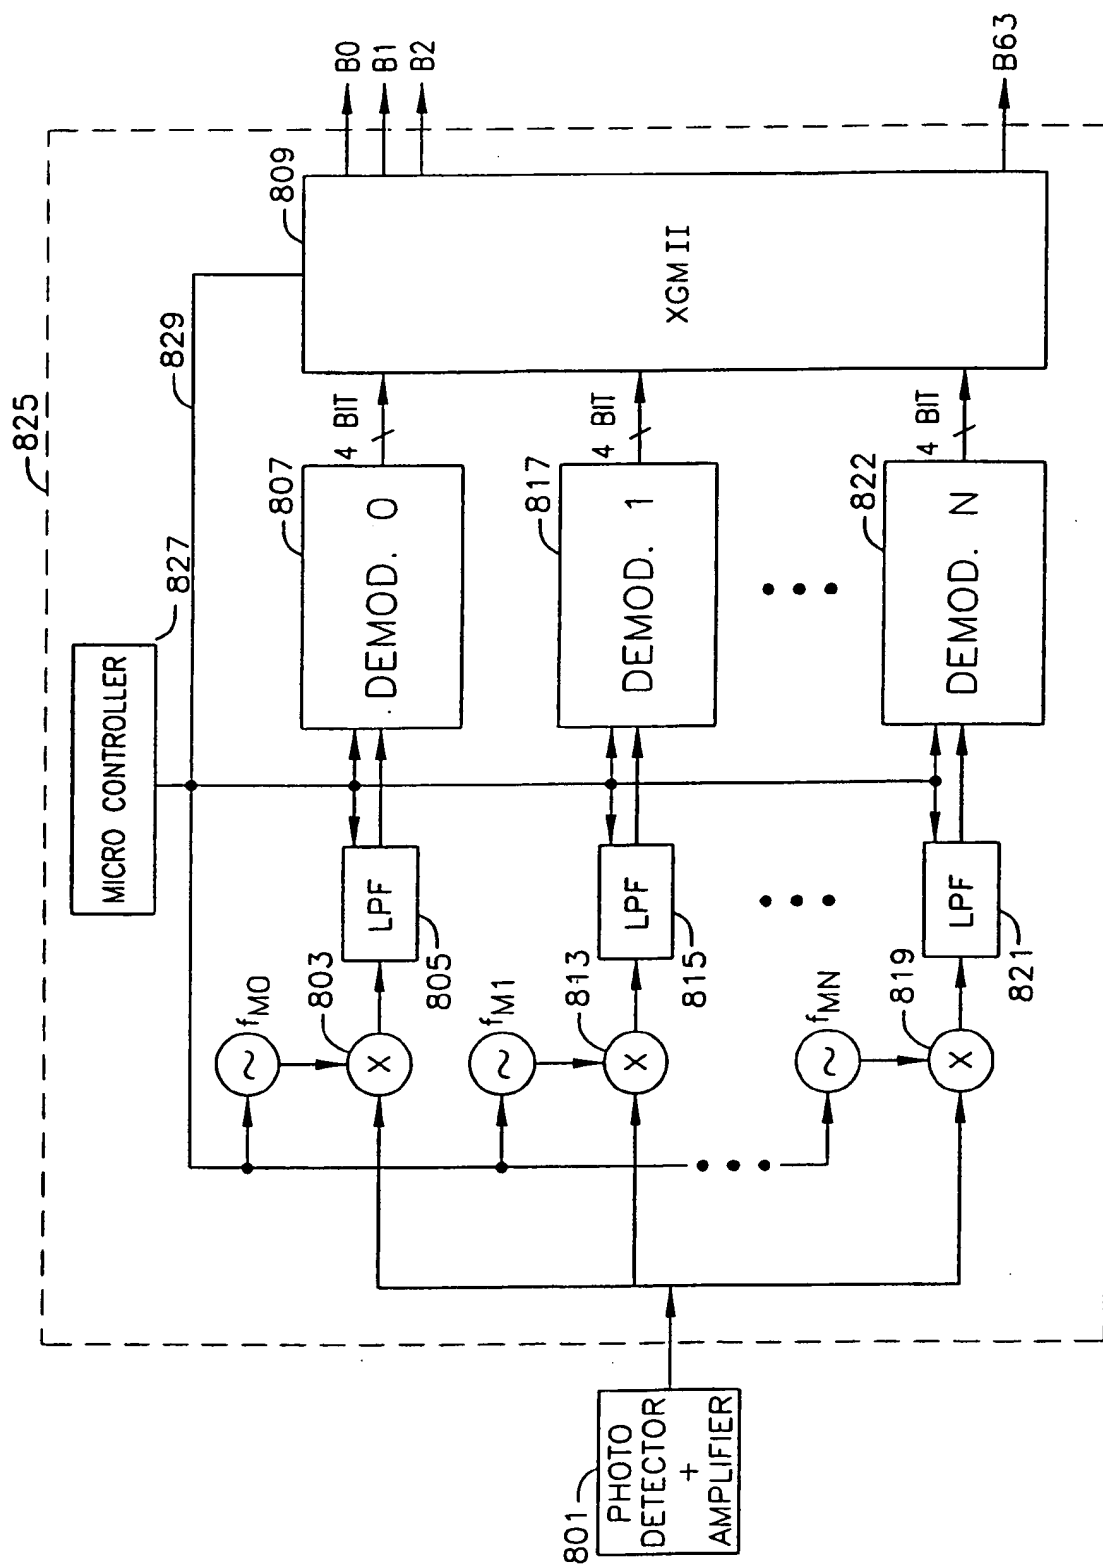 825
MICRO CONTROLLER
827
829
809
B0
B1
B2
B63
XGM II
fM0
803
LPF
805
DEMOD. 0
807
4 BIT
fM1
813
LPF
815
DEMOD. 1
817
4 BIT
fMN
819
LPF
821
DEMOD. N
822
4 BIT
X
X
X
~
~
~
801
PHOTO
DETECTOR
+
AMPLIFIER